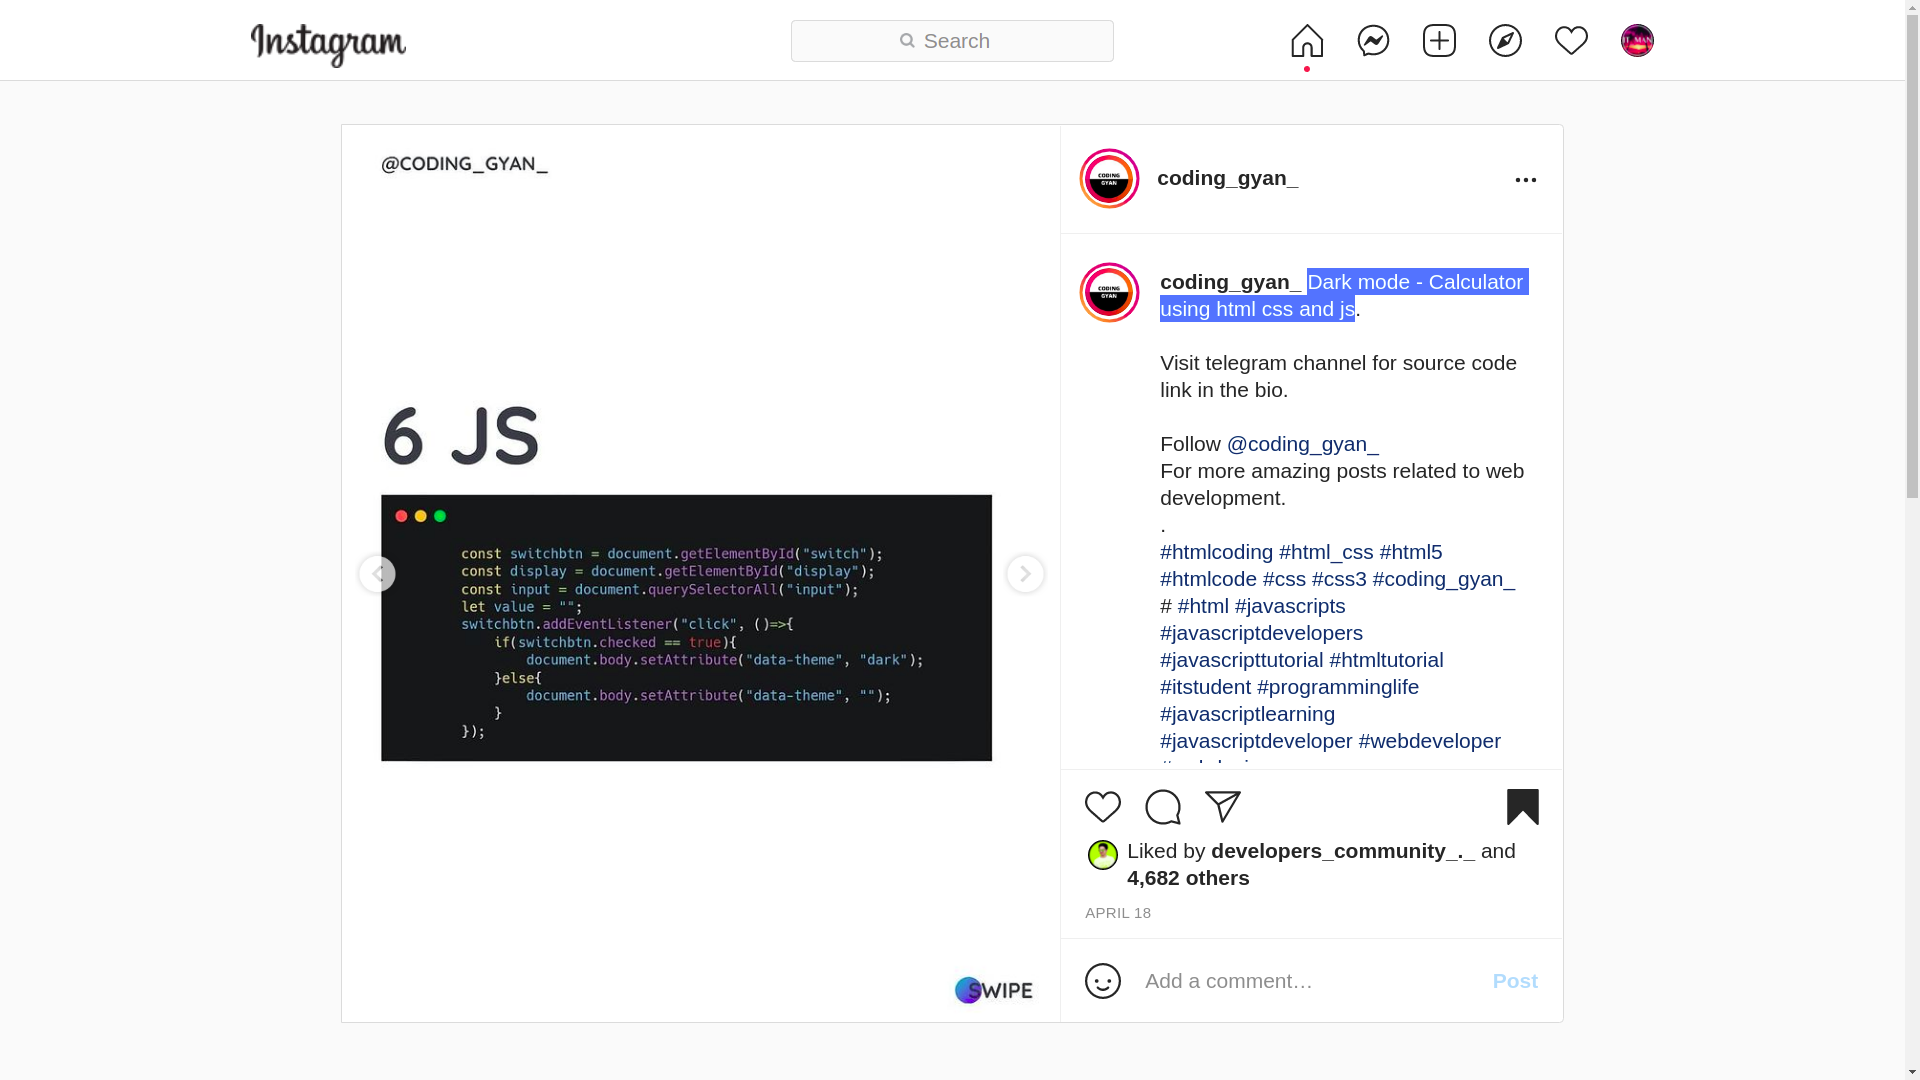 Instagram
Search
@CODING_GYAN_
6 JS
const switchbtn = document.getElementById("switch");
const display = document.getElementById("display");
const input = document.querySelectorAll("input");
let value = "";
switchbtn.addEventListener("click", ()=>{
if(switchbtn.checked == true){
document.body.setAttribute("data-theme", "dark");
}else{
document.body.setAttribute("data-theme", "");
}
});
SWIPE
CODING
GYAN
coding_gyan_
CODING
GYAN
coding_gyan_ Dark mode - Calculator
using html css and js.
Visit telegram channel for source code
link in the bio.
Follow @coding_gyan_
For more amazing posts related to web
development.
.
#htmlcoding #html_css #html5
#htmlcode #css #css3 #coding_gyan_
# #html #javascripts
#javascriptdevelopers
#javascripttutorial #htmltutorial
#itstudent #programminglife
#javascriptlearning
#javascriptdeveloper #webdeveloper
Liked by developers_community_._ and
4,682 others
APRIL 18
Add a comment…
Post